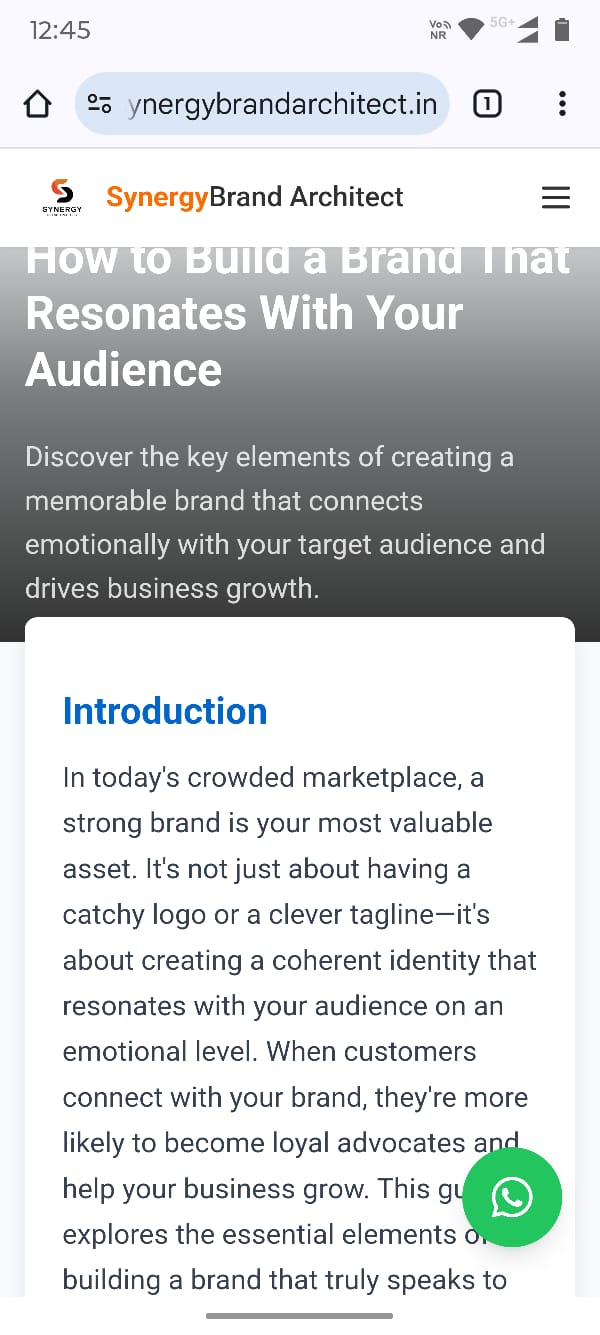 12:45
Vo NR
5G+
ynergybrandarchitect.in
1
SYNERGY
SynergyBrand Architect
How to Build a Brand That
Resonates With Your
Audience
Discover the key elements of creating a
memorable brand that connects
emotionally with your target audience and
drives business growth.
Introduction
In today's crowded marketplace, a
strong brand is your most valuable
asset. It's not just about having a
catchy logo or a clever tagline—it's
about creating a coherent identity that
resonates with your audience on an
emotional level. When customers
connect with your brand, they're more
likely to become loyal advocates and
help your business grow. This gu
explores the essential elements of
building a brand that truly speaks to